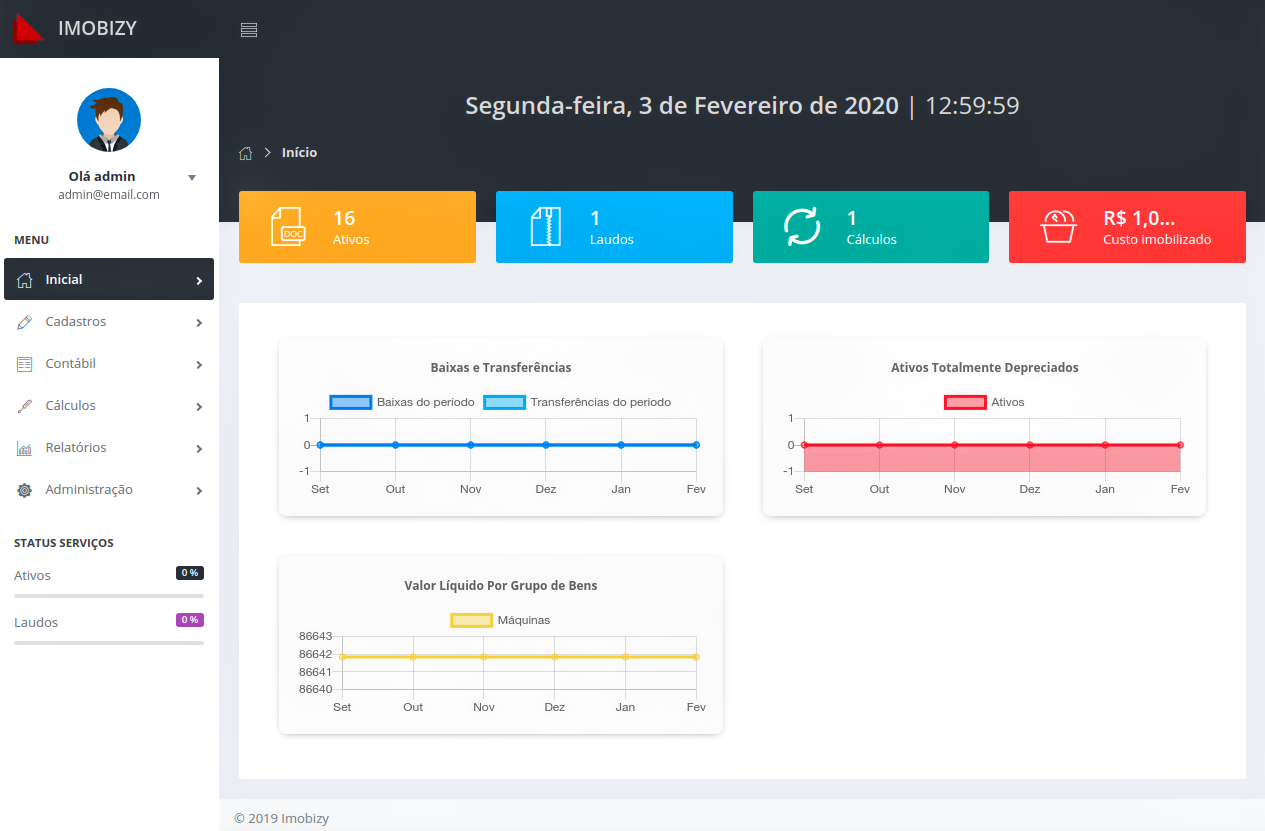 IMOBIZY
Segunda-feira, 3 de Fevereiro de 2020 | 12:59:59
Início
Olá admin
admin@email.com
MENU
Inicial
Cadastros
Contábil
Cálculos
Relatórios
Administração
STATUS SERVIÇOS
Ativos 0 %
Laudos 0 %
DOC
16
Ativos
1
Laudos
1
Cálculos
R$ 1,0...
Custo imobilizado
Baixas e Transferências
Baixas do período Transferências do período
1
0
-1
Set Out Nov Dez Jan Fev
Ativos Totalmente Depreciados
Ativos
1
0
-1
Set Out Nov Dez Jan Fev
Valor Líquido Por Grupo de Bens
Máquinas
86643
86642
86641
86640
Set Out Nov Dez Jan Fev
© 2019 Imobizy